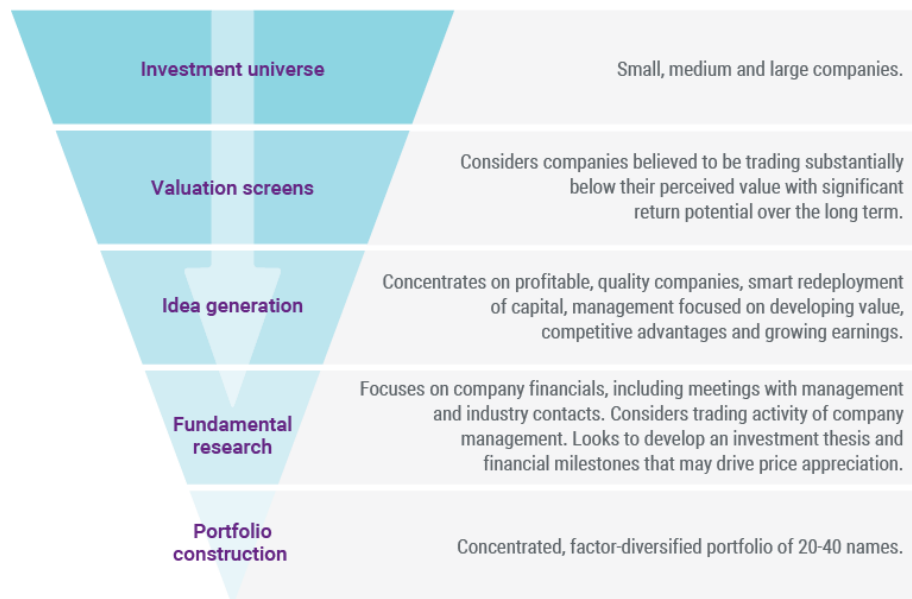 Investment universe
Small, medium and large companies.
Valuation screens
Considers companies believed to be trading substantially
below their perceived value with significant
return potential over the long term.
Idea generation
Concentrates on profitable, quality companies, smart redeployment
of capital, management focused on developing value,
competitive advantages and growing earnings.
Fundamental
research
Focuses on company financials, including meetings with management
and industry contacts. Considers trading activity of company
management. Looks to develop an investment thesis and
financial milestones that may drive price appreciation.
Portfolio
construction
Concentrated, factor-diversified portfolio of 20-40 names.